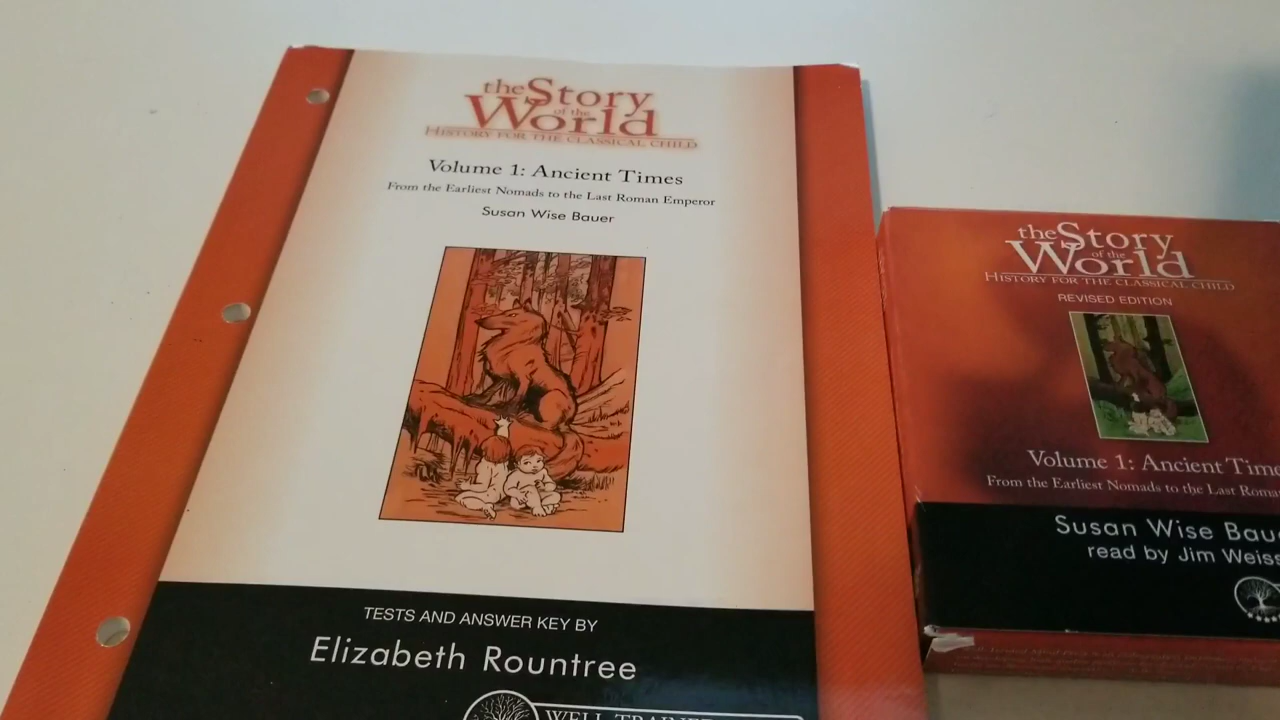 the Story
of the
World
HISTORY FOR THE CLASSICAL CHILD
Volume 1: Ancient Times
From the Earliest Nomads to the Last Roman Emperor
Susan Wise Bauer
TESTS AND ANSWER KEY BY
Elizabeth Rountree
the Story
of the
World
HISTORY FOR THE CLASSICAL CHILD
REVISED EDITION
Volume 1: Ancient
From the Earliest Nomads to the Last
Susan Wise
read by Jim Weiss